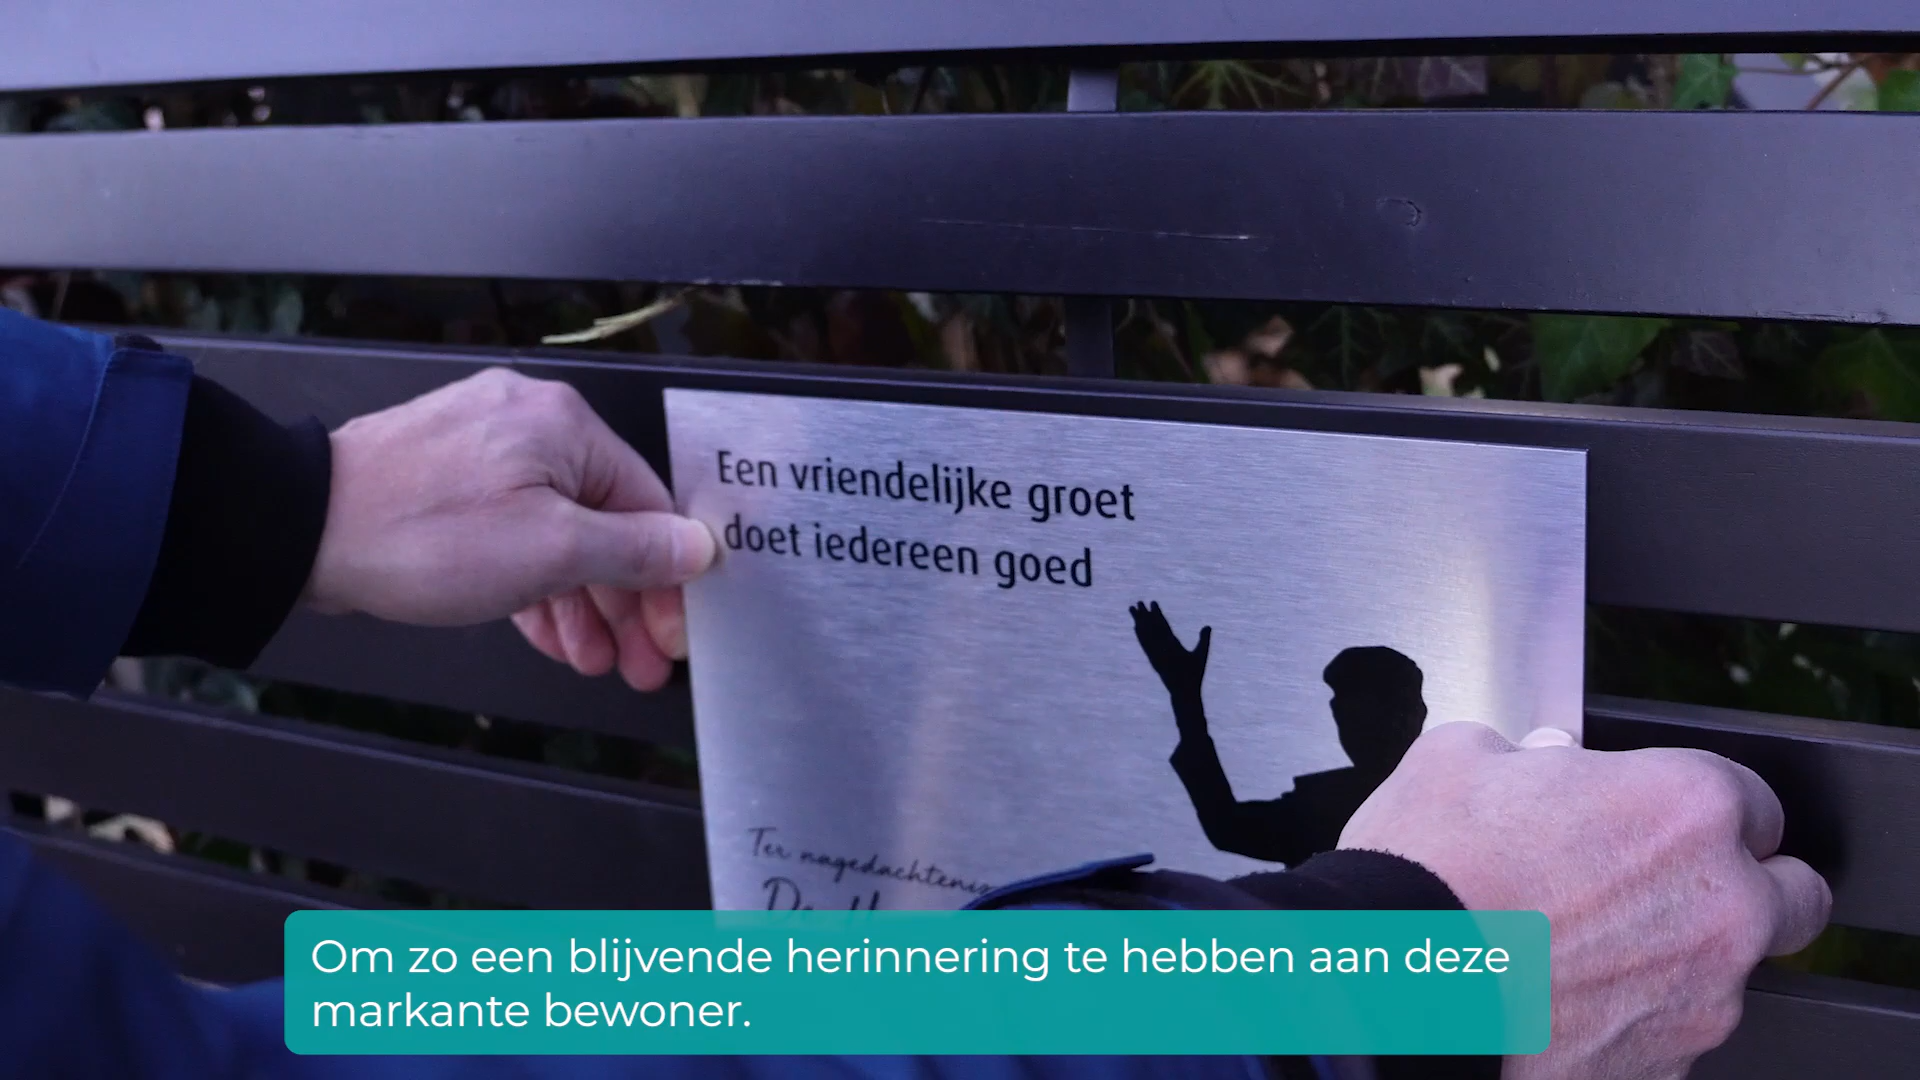 Een vriendelijke groet
doet iedereen goed
Ter nagedachtenis
De
Om zo een blijvende herinnering te hebben aan deze
markante bewoner.